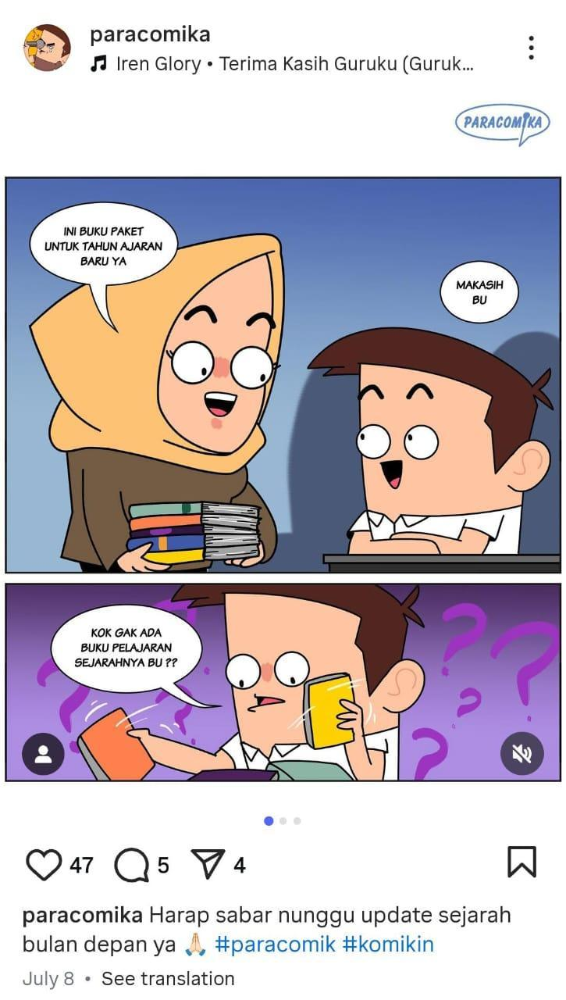 paracomika
Iren Glory • Terima Kasih Guruku (Guruk...
PARACOMIKA
INI BUKU PAKET
UNTUK TAHUN AJARAN
BARU YA
MAKASIH
BU
KOK GAK ADA
BUKU PELAJARAN
SEJARAHNYA BU ??
47 5 4
paracomika Harap sabar nunggu update sejarah
bulan depan ya 🙏🏻 #paracomik #komikin
July 8 • See translation